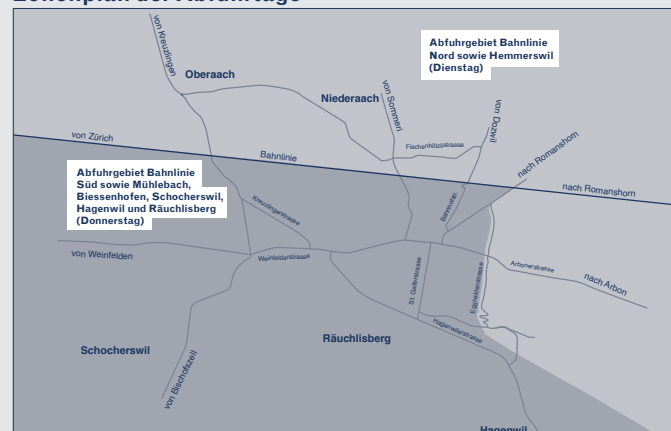 Zonenplan der Abfuhrtage
von Kreuzlingen
Oberaach
Abfuhrgebiet Bahnlinie
Nord sowie Hemmerswil
(Dienstag)
Niederaach
von Sommeri
von Dozwil
Fischenhölzstrasse
von Zürich
Bahnlinie
nach Romanshorn
nach Romanshorn
Abfuhrgebiet Bahnlinie
Süd sowie Mühlebach,
Biessenhofen, Schocherswil,
Hagenwil und Räuchlisberg
(Donnerstag)
Kreuzlingerstrasse
Bahnhofstr.
von Weinfelden
Weinfelderstrasse
St. Gallerstrasse
Egghaldenstrasse
Arbonerstrasse
nach Arbon
Hagenwilerstrasse
Räuchlisberg
Schocherswil
von Bischofszell
Hagenwil